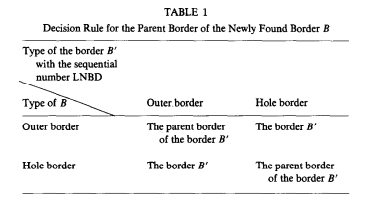 TABLE 1
Decision Rule for the Parent Border of the Newly Found Border B
Type of the border B′
with the sequential
number LNBD
Type of B Outer border Hole border
Outer border The parent border The border B′
of the border B′
Hole border The border B′ The parent border
of the border B′